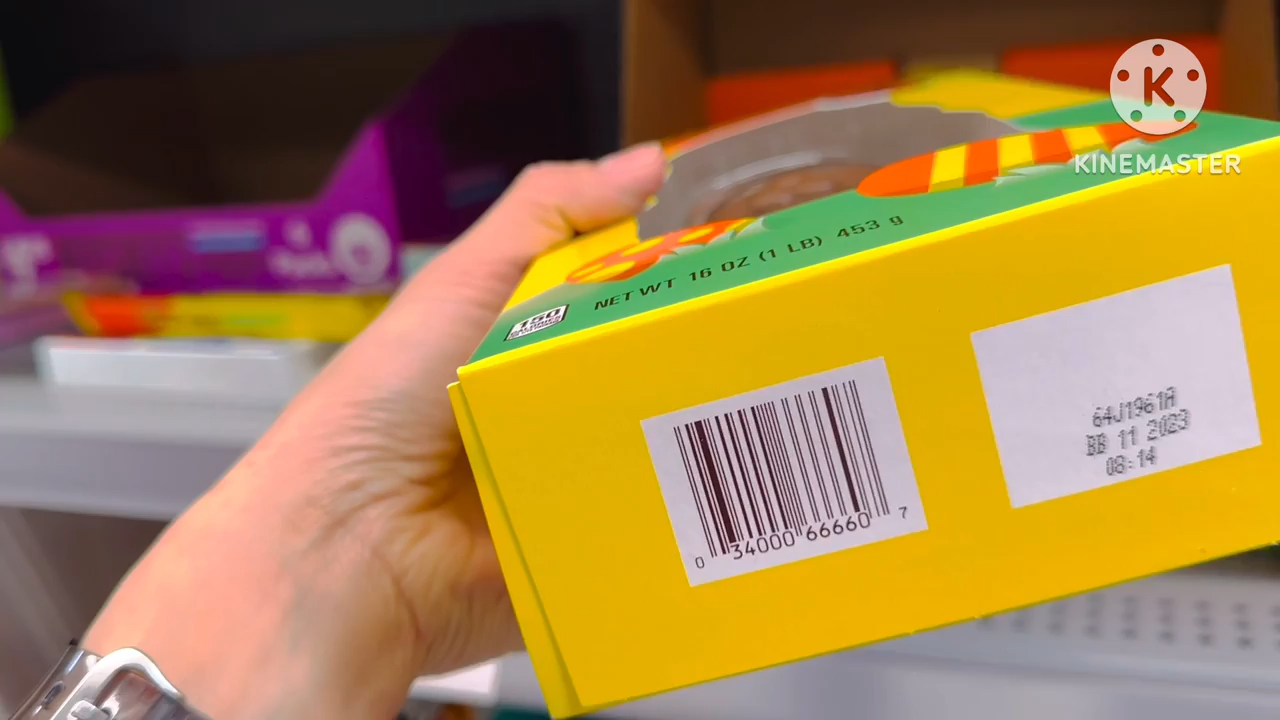 K
KINEMASTER
NET WT 16 OZ (1 LB) 453 g
150
0 34000 66660 7
64J1961A
BB 11 2023
08:14